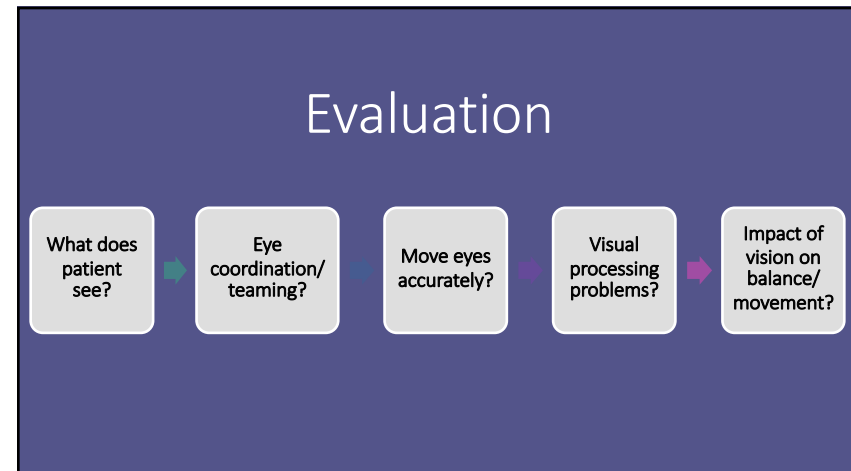 Evaluation
What does
patient
see?
Eye
coordination/
teaming?
Move eyes
accurately?
Visual
processing
problems?
Impact of
vision on
balance/
movement?